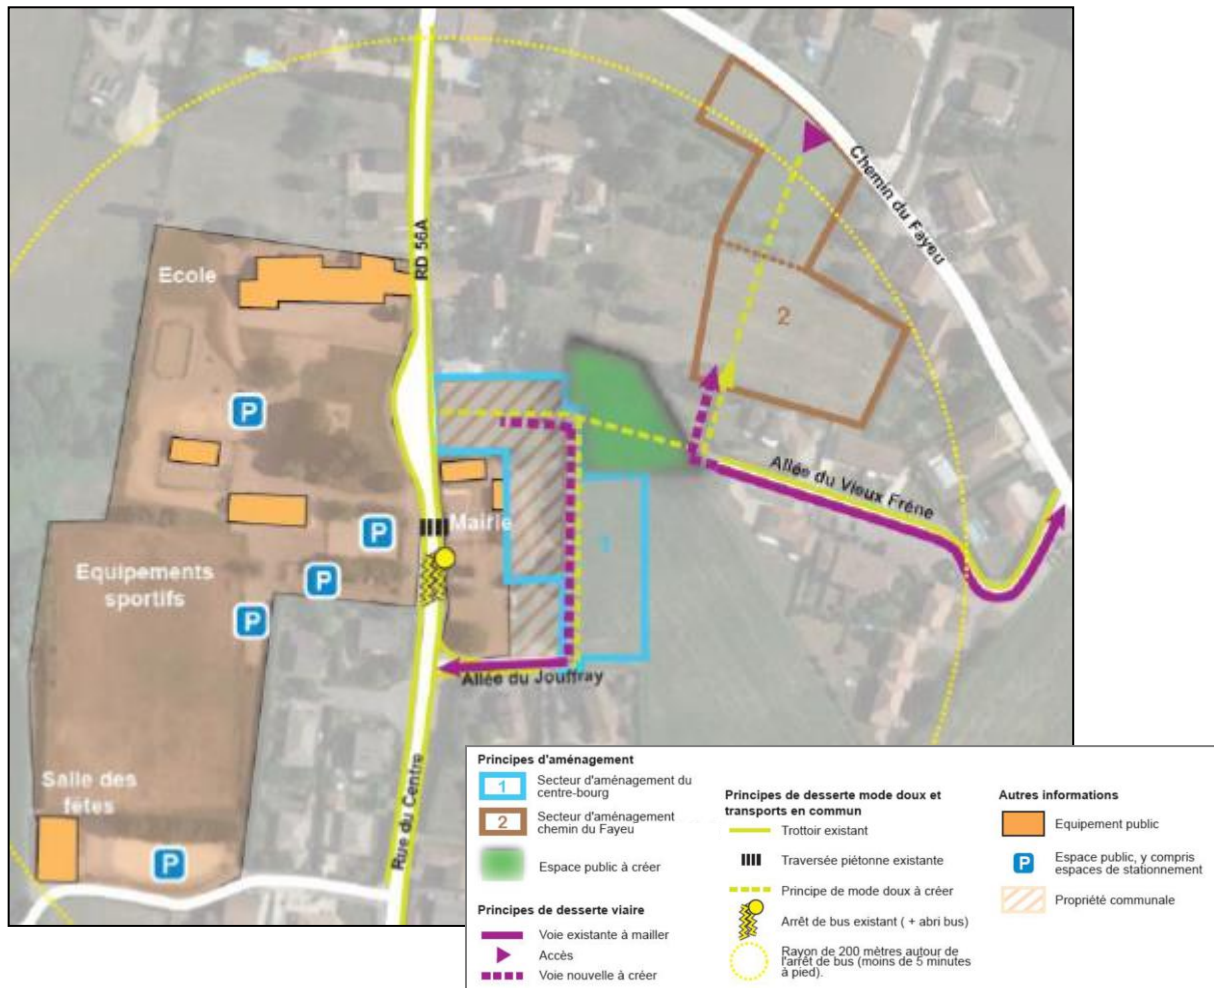 Chemin du Fayeu
RD 56A
Ecole
2
P
Allée du Vieux Frêne
P
Mairie
1
Equipements
sportifs
P
P
Allée du Jouffray
Salle des
fêtes
Rue du Centre
P
Principes d'aménagement
1
Secteur d'aménagement du
centre-bourg
2
Secteur d'aménagement
chemin du Fayeu
Espace public à créer
Principes de desserte viaire
Voie existante à mailler
Accès
Voie nouvelle à créer
Principes de desserte mode doux et
transports en commun
Trottoir existant
Traversée piétonne existante
Principe de mode doux à créer
Arrêt de bus existant ( + abri bus)
Rayon de 200 mètres autour de
l'arrêt de bus (moins de 5 minutes
à pied).
Autres informations
Equipement public
P
Espace public, y compris
espaces de stationnement
Propriété communale